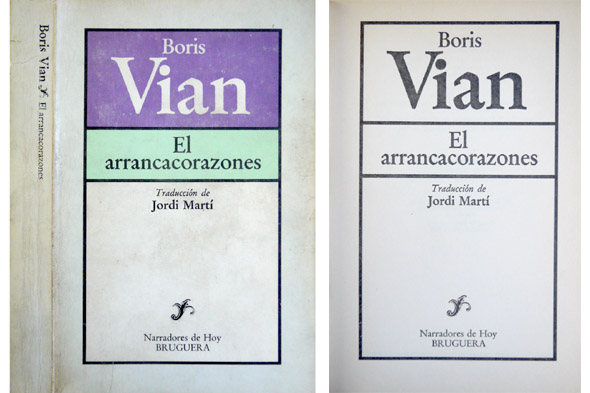 Boris Vian El arrancacorazones
Boris
Vian
El
arrancacorazones
Traducción de
Jordi Martí
Narradores de Hoy
BRUGUERA
Boris
Vian
El
arrancacorazones
Traducción de
Jordi Martí
Narradores de Hoy
BRUGUERA